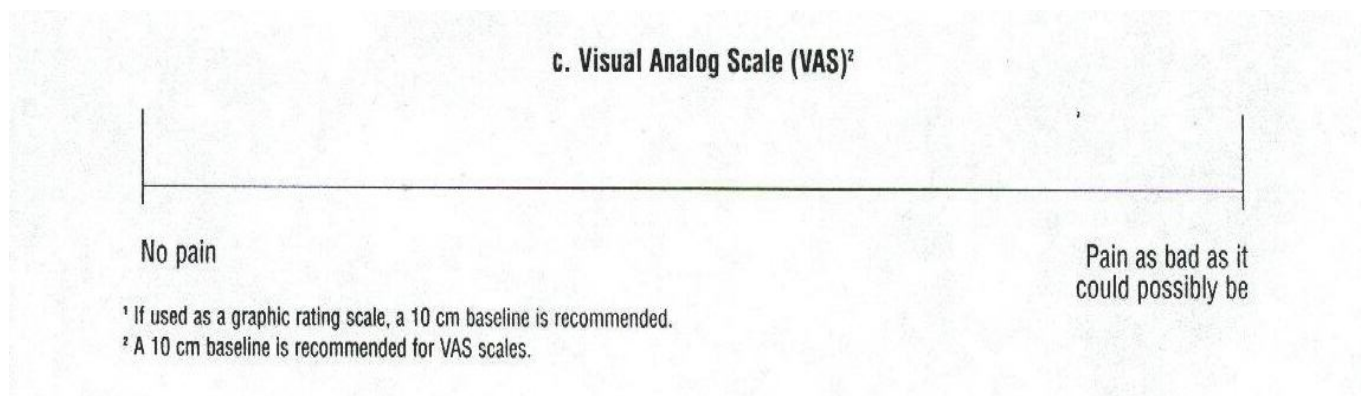 c. Visual Analog Scale (VAS)²
No pain
Pain as bad as it
could possibly be
¹ If used as a graphic rating scale, a 10 cm baseline is recommended.
² A 10 cm baseline is recommended for VAS scales.